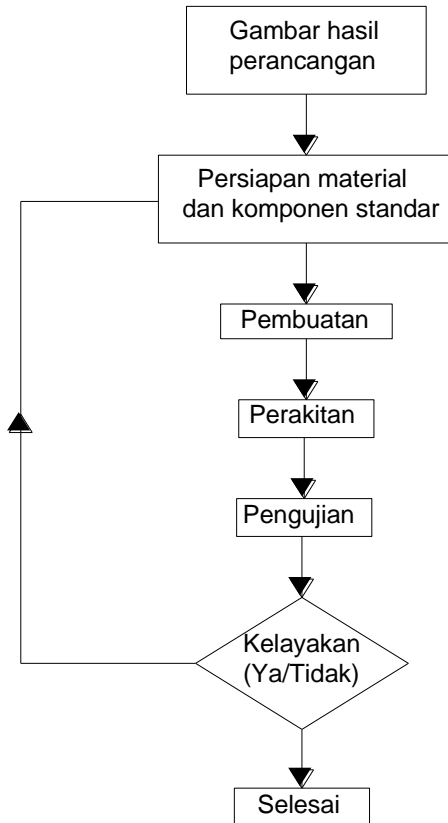 Gambar hasil
perancangan
Persiapan material
dan komponen standar
Pembuatan
Perakitan
Pengujian
Kelayakan
(Ya/Tidak)
Selesai